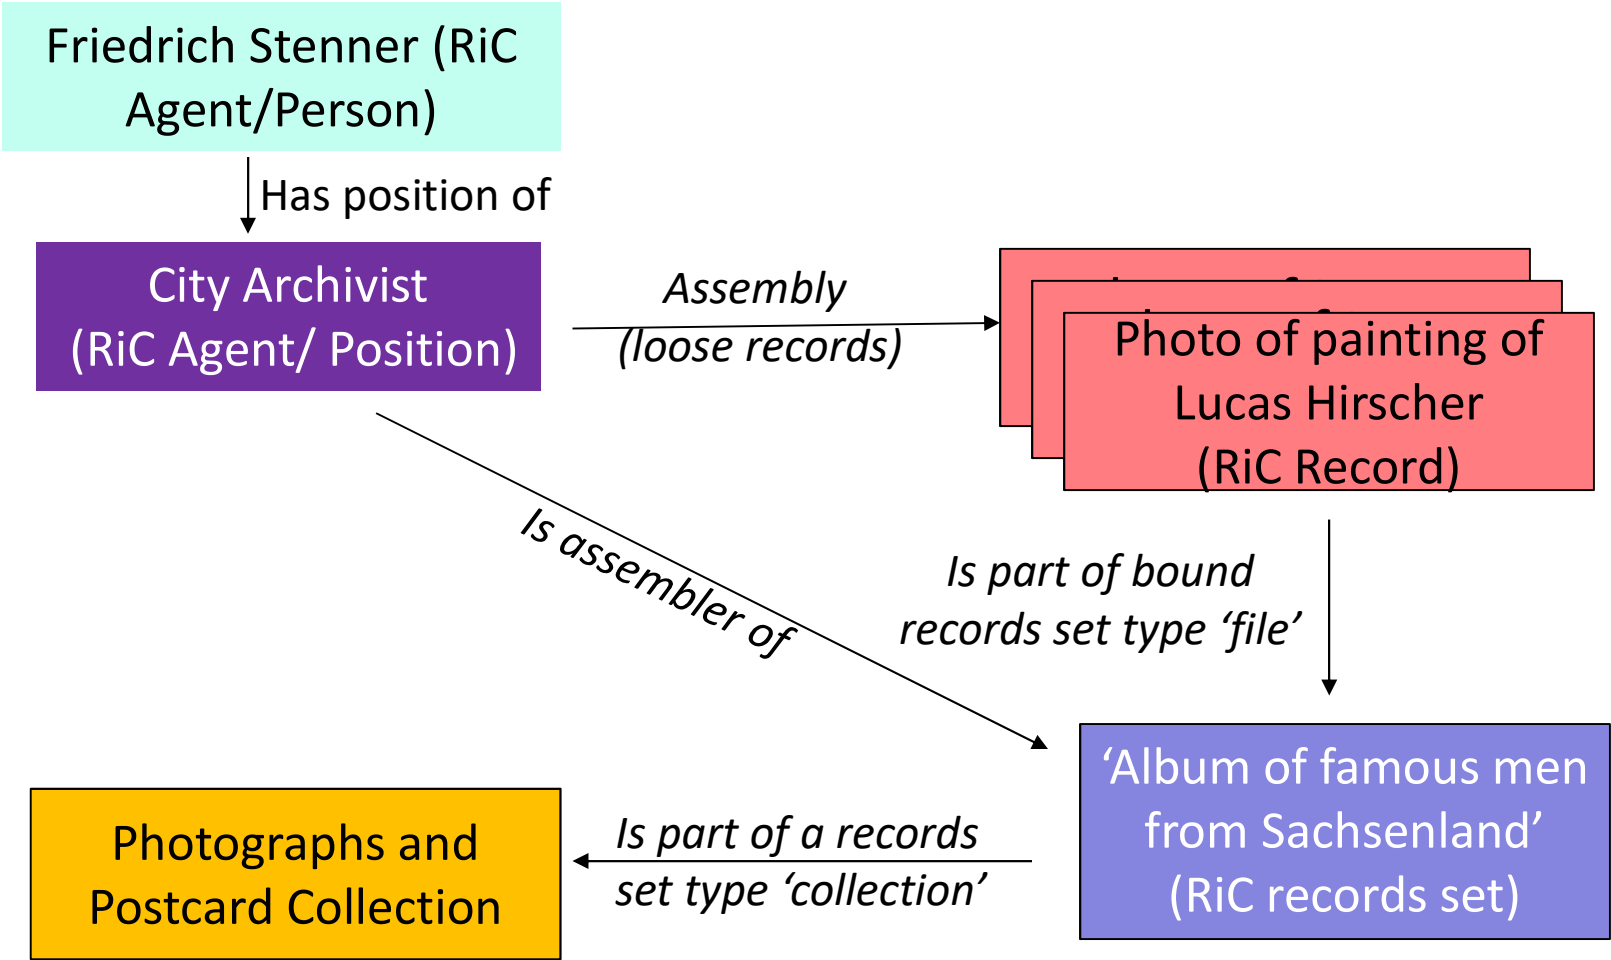 Friedrich Stenner (RiC
Agent/Person)
Has position of
City Archivist
(RiC Agent/ Position)
Assembly
(loose records)
Photo of painting of
Lucas Hirscher
(RiC Record)
Is assembler of
Is part of bound
records set type ‘file’
‘Album of famous men
from Sachsenland’
(RiC records set)
Is part of a records
set type ‘collection’
Photographs and
Postcard Collection